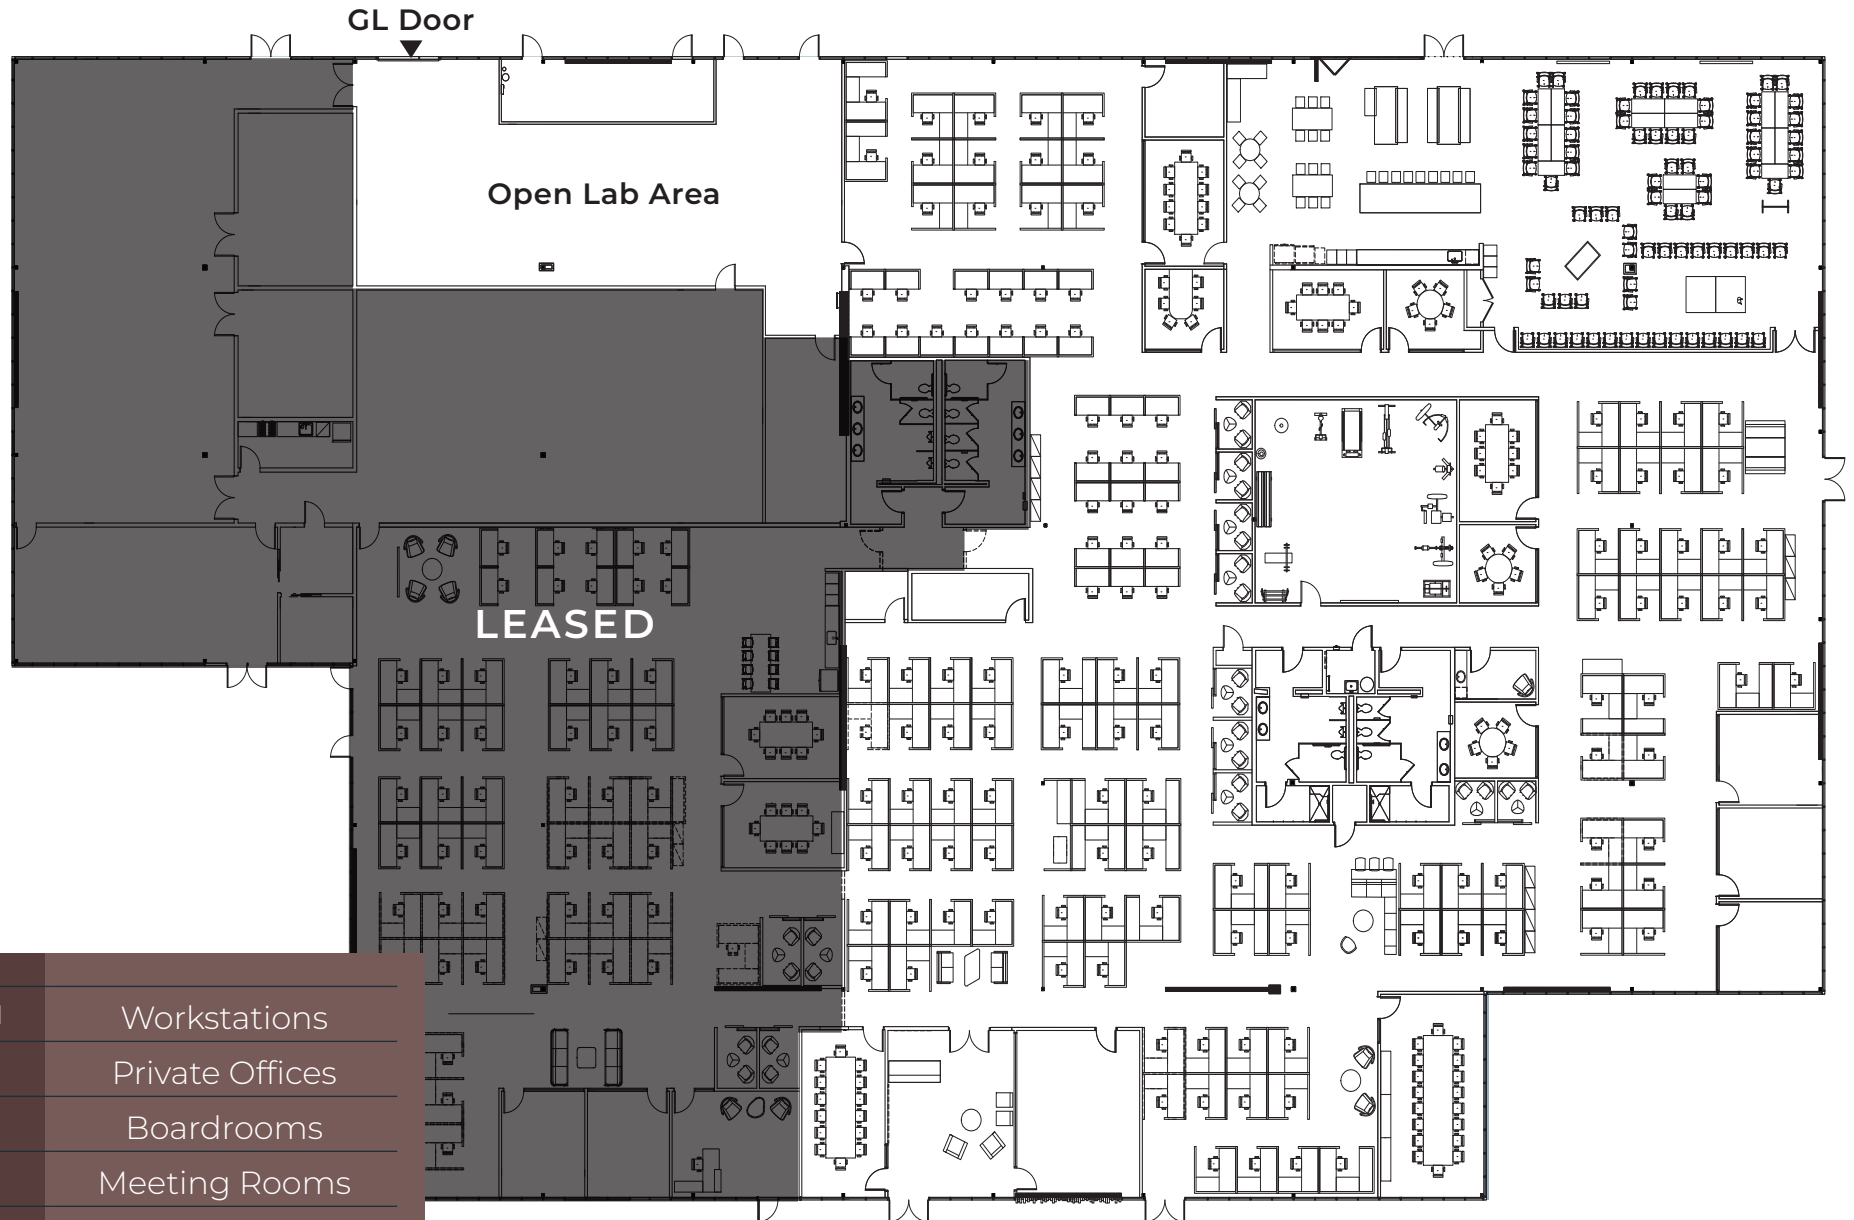 GL Door
Open Lab Area
LEASED
Workstations
Private Offices
Boardrooms
Meeting Rooms